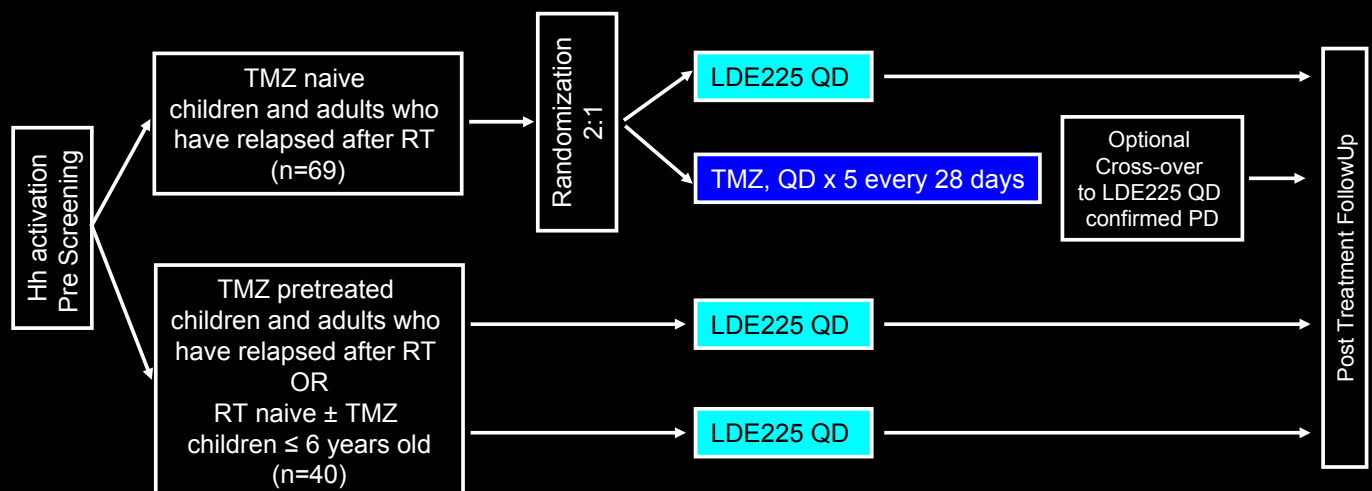 Hh activation
Pre Screening
TMZ naive
children and adults who
have relapsed after RT
(n=69)
Randomization
2:1
LDE225 QD
TMZ, QD x 5 every 28 days
Optional
Cross-over
to LDE225 QD
confirmed PD
TMZ pretreated
children and adults who
have relapsed after RT
OR
RT naive ± TMZ
children ≤ 6 years old
(n=40)
LDE225 QD
LDE225 QD
Post Treatment FollowUp